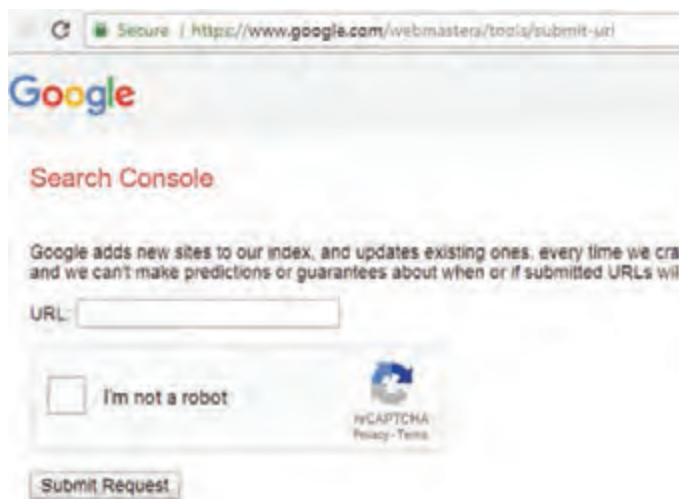 Secure | https://www.google.com/webmasters/tools/submit-url
Google
Search Console
Google adds new sites to our index, and updates existing ones, every time we cra
and we can't make predictions or guarantees about when or if submitted URLs wil
URL:
I'm not a robot
reCAPTCHA
Privacy - Terms
Submit Request